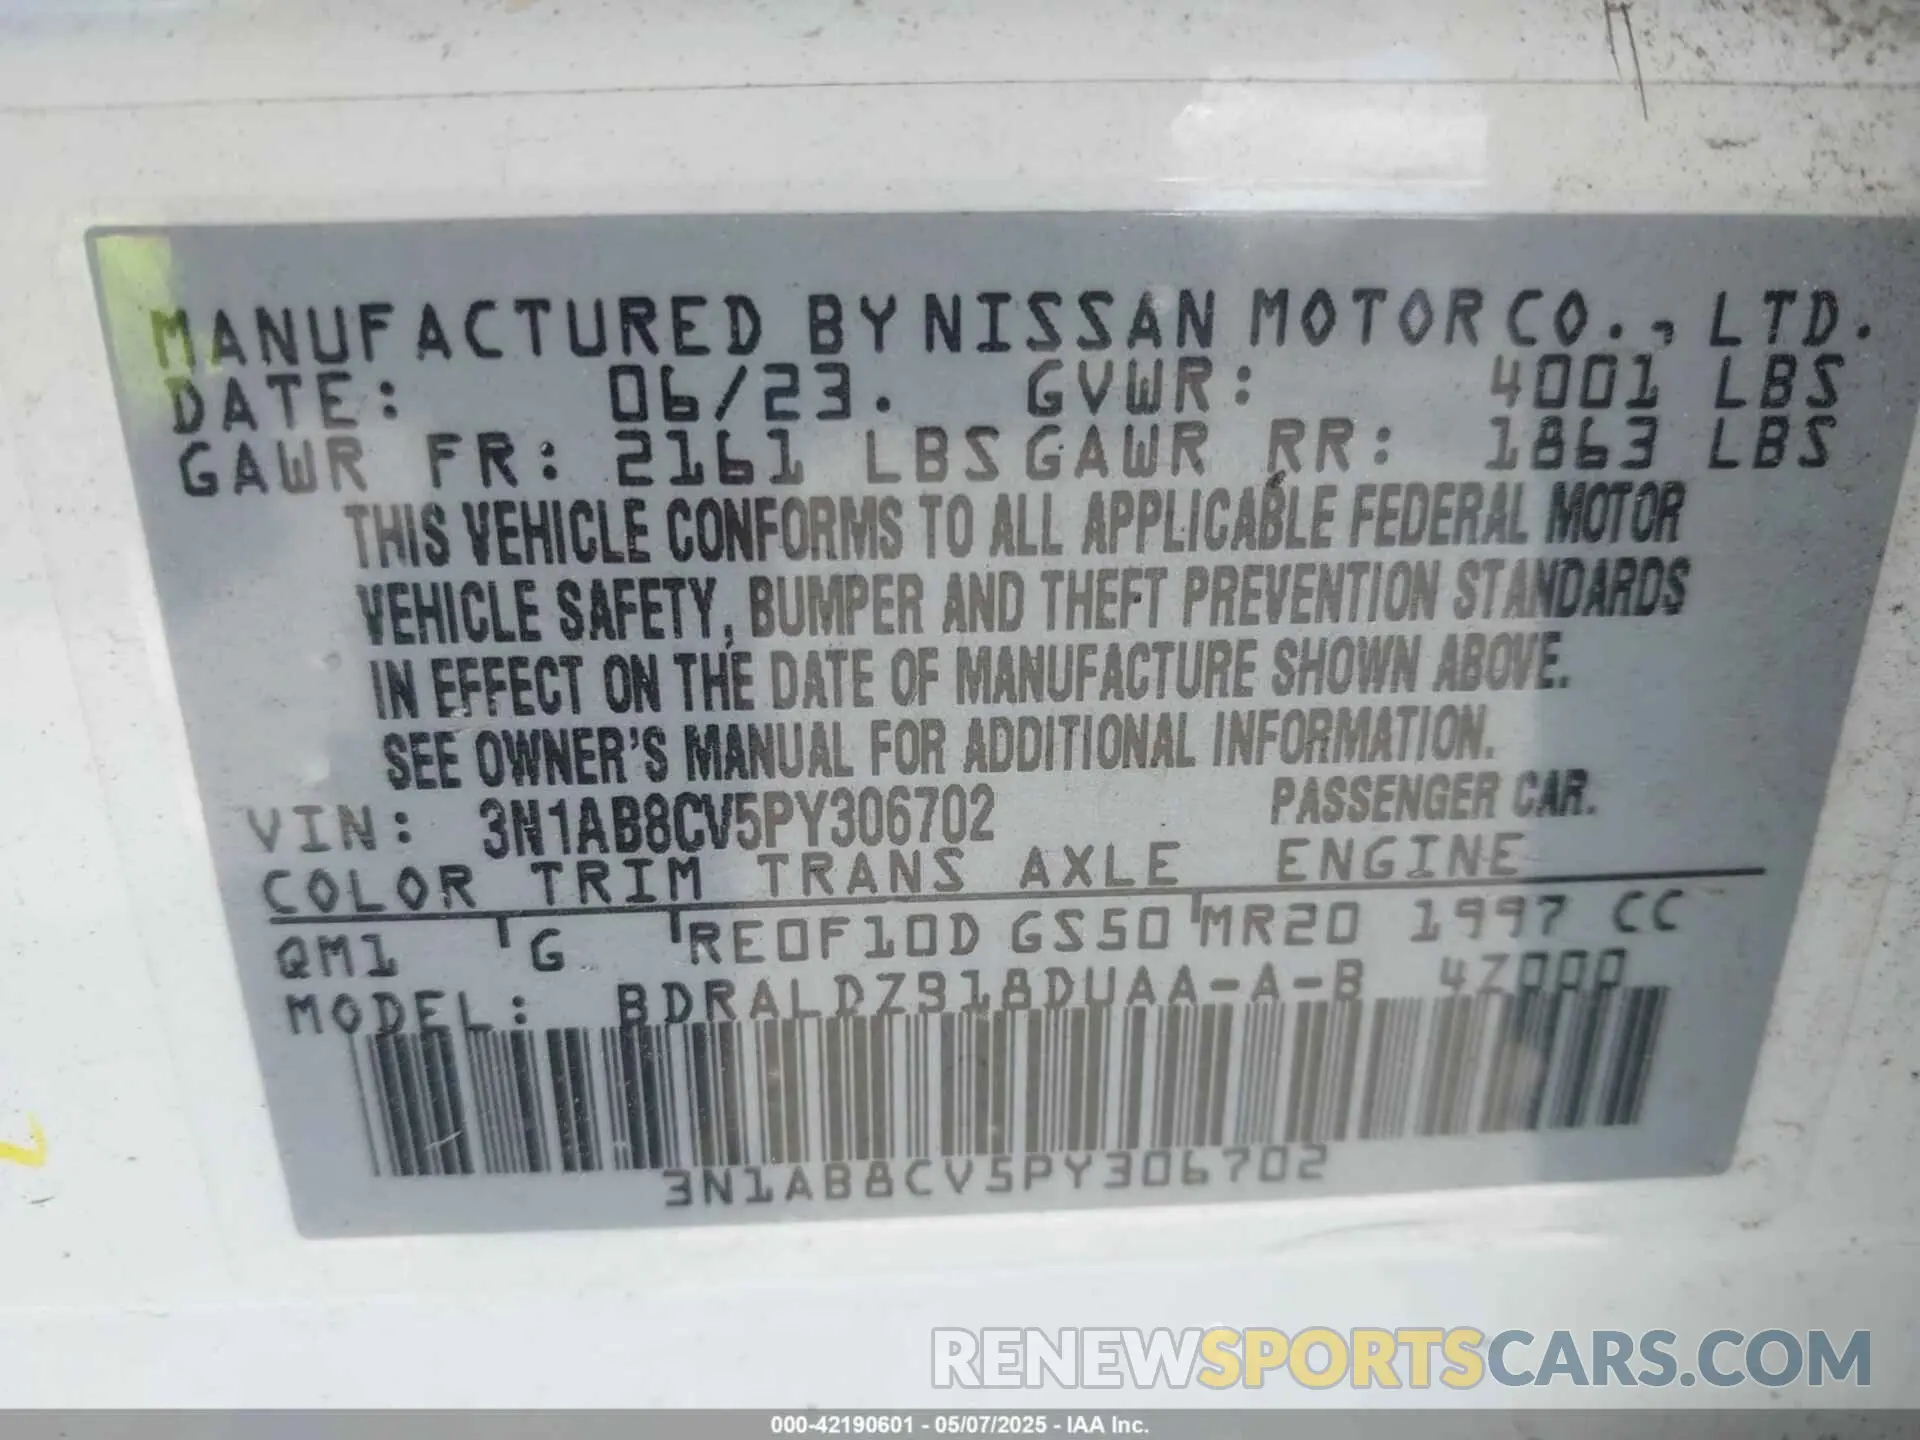 MANUFACTURED BY NISSAN MOTOR CO., LTD.
DATE: 06/23. GVWR: 4001 LBS
GAWR FR: 2161 LBS GAWR RR: 1863 LBS
THIS VEHICLE CONFORMS TO ALL APPLICABLE FEDERAL MOTOR
VEHICLE SAFETY, BUMPER AND THEFT PREVENTION STANDARDS
IN EFFECT ON THE DATE OF MANUFACTURE SHOWN ABOVE.
SEE OWNER'S MANUAL FOR ADDITIONAL INFORMATION.
VIN: 3N1AB8CV5PY306702 PASSENGER CAR.
COLOR TRIM TRANS AXLE ENGINE
QM1 G RE0F10D GS50 MR20 1997 CC
MODEL: BDRALDZ918DUAA-A-B 4Z000
3N1AB8CV5PY306702
RENEWSPORTSCARS.COM
000-42190601 - 05/07/2025 - IAA Inc.